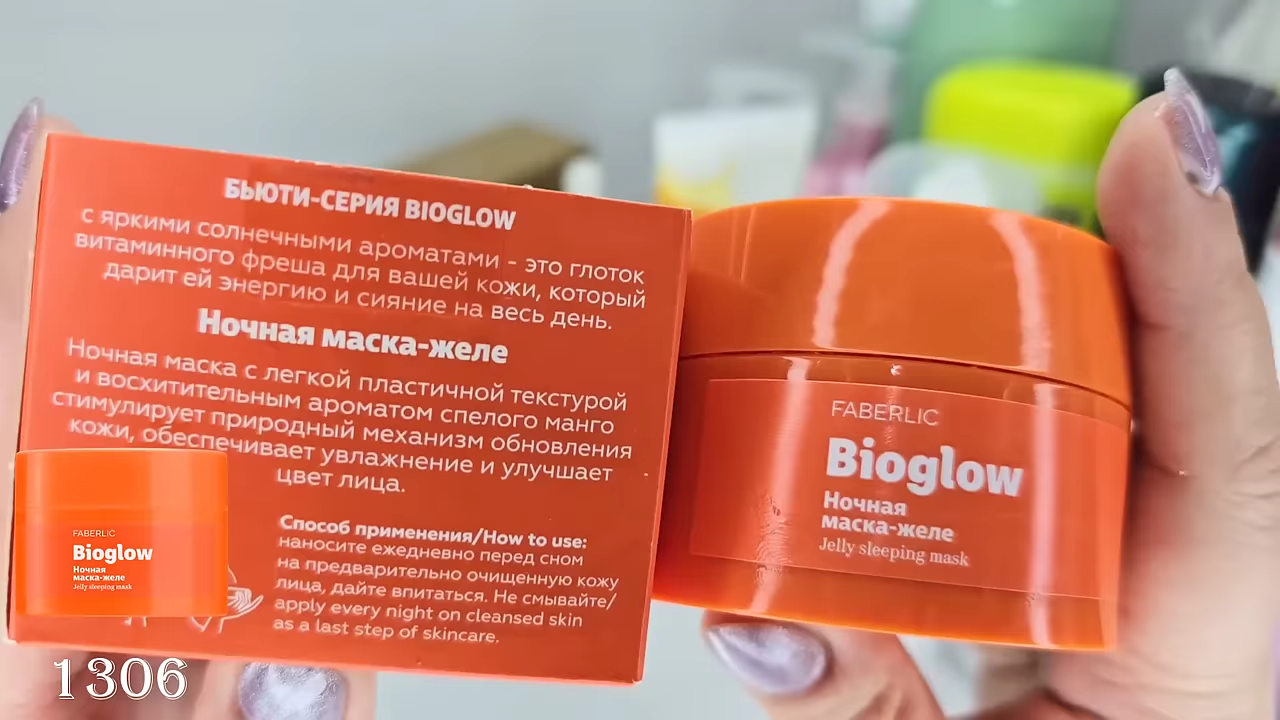 БЬЮТИ-СЕРИЯ BIOGLOW
с яркими солнечными ароматами - это глоток
витаминного фреша для вашей кожи, который
дарит ей энергию и сияние на весь день.
Ночная маска-желе
Ночная маска с легкой пластичной текстурой
и восхитительным ароматом спелого манго
стимулирует природный механизм обновления
кожи, обеспечивает увлажнение и улучшает
цвет лица.
Способ применения/How to use:
наносите ежедневно перед сном
на предварительно очищенную кожу
лица, дайте впитаться. Не смывайте/
apply every night on cleansed skin
as a last step of skincare.
FABERLIC
Bioglow
Ночная
маска-желе
Jelly sleeping mask
FABERLIC
Bioglow
Ночная
маска-желе
Jelly sleeping mask
1306